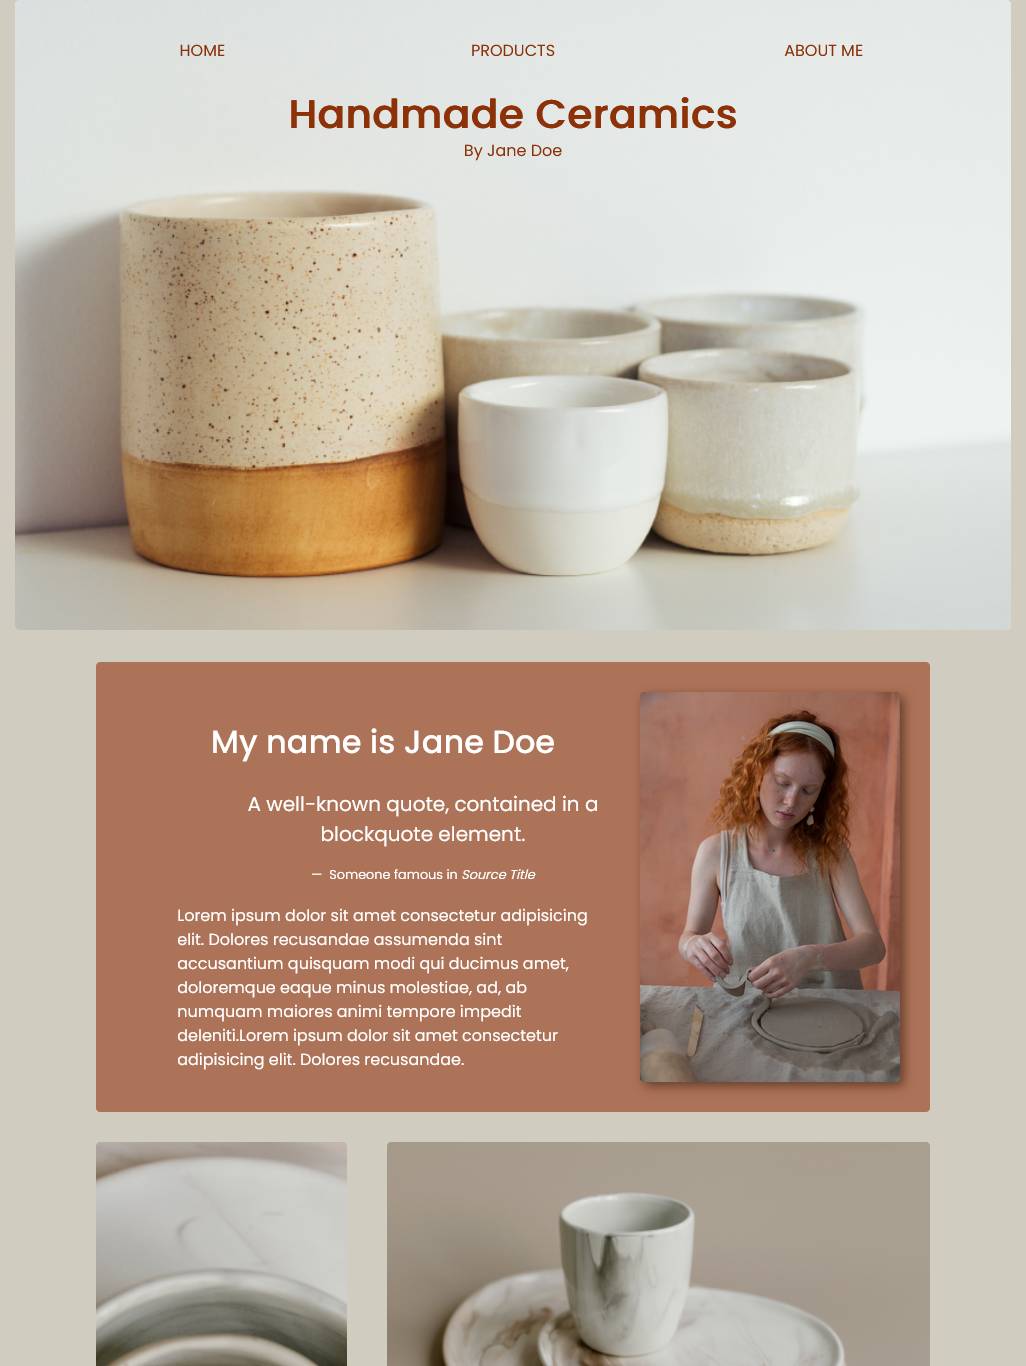 HOME PRODUCTS ABOUT ME
Handmade Ceramics
By Jane Doe
My name is Jane Doe
A well-known quote, contained in a
blockquote element.
— Someone famous in Source Title
Lorem ipsum dolor sit amet consectetur adipisicing
elit. Dolores recusandae assumenda sint
accusantium quisquam modi qui ducimus amet,
doloremque eaque minus molestiae, ad, ab
numquam maiores animi tempore impedit
deleniti.Lorem ipsum dolor sit amet consectetur
adipisicing elit. Dolores recusandae.